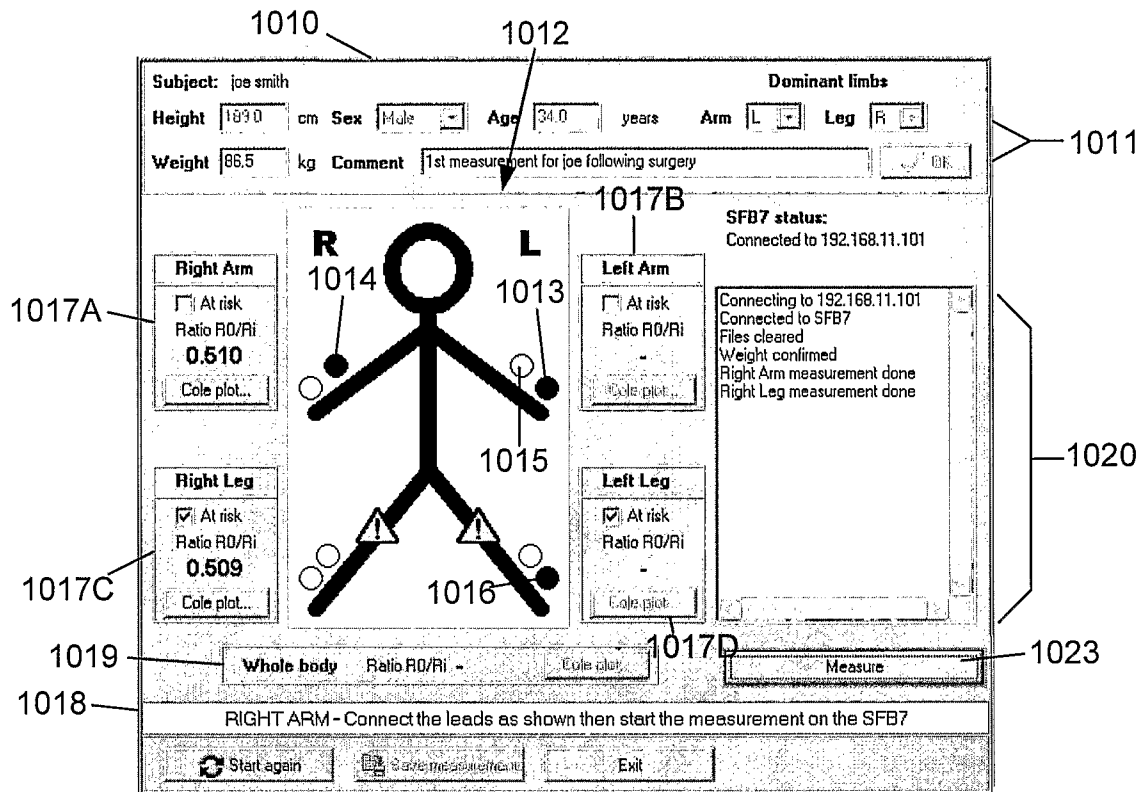 1010
1012
Subject: joe smith
Dominant limbs
Height 189.0 cm Sex Male Age 34.0 years Arm L Leg R
1011
Weight 86.5 kg Comment 1st measurement for joe following surgery OK
1017B
SFB7 status:
Connected to 192.168.11.101
R L
Right Arm
1014
1013
Left Arm
1017A
At risk
Ratio R0/Ri
0.510
Cole plot...
At risk
Ratio R0/Ri
-
Cole plot...
Connecting to 192.168.11.101
Connected to SFB7
Files cleared
Weight confirmed
Right Arm measurement done
Right Leg measurement done
1015
1020
Right Leg
At risk
Ratio R0/Ri
0.509
Cole plot...
1017C
! !
1016
Left Leg
At risk
Ratio R0/Ri
-
Cole plot...
1017D
1019
Whole body Ratio R0/Ri - Cole plot...
Measure
1023
1018
RIGHT ARM - Connect the leads as shown then start the measurement on the SFB7
Start again Save measurement Exit